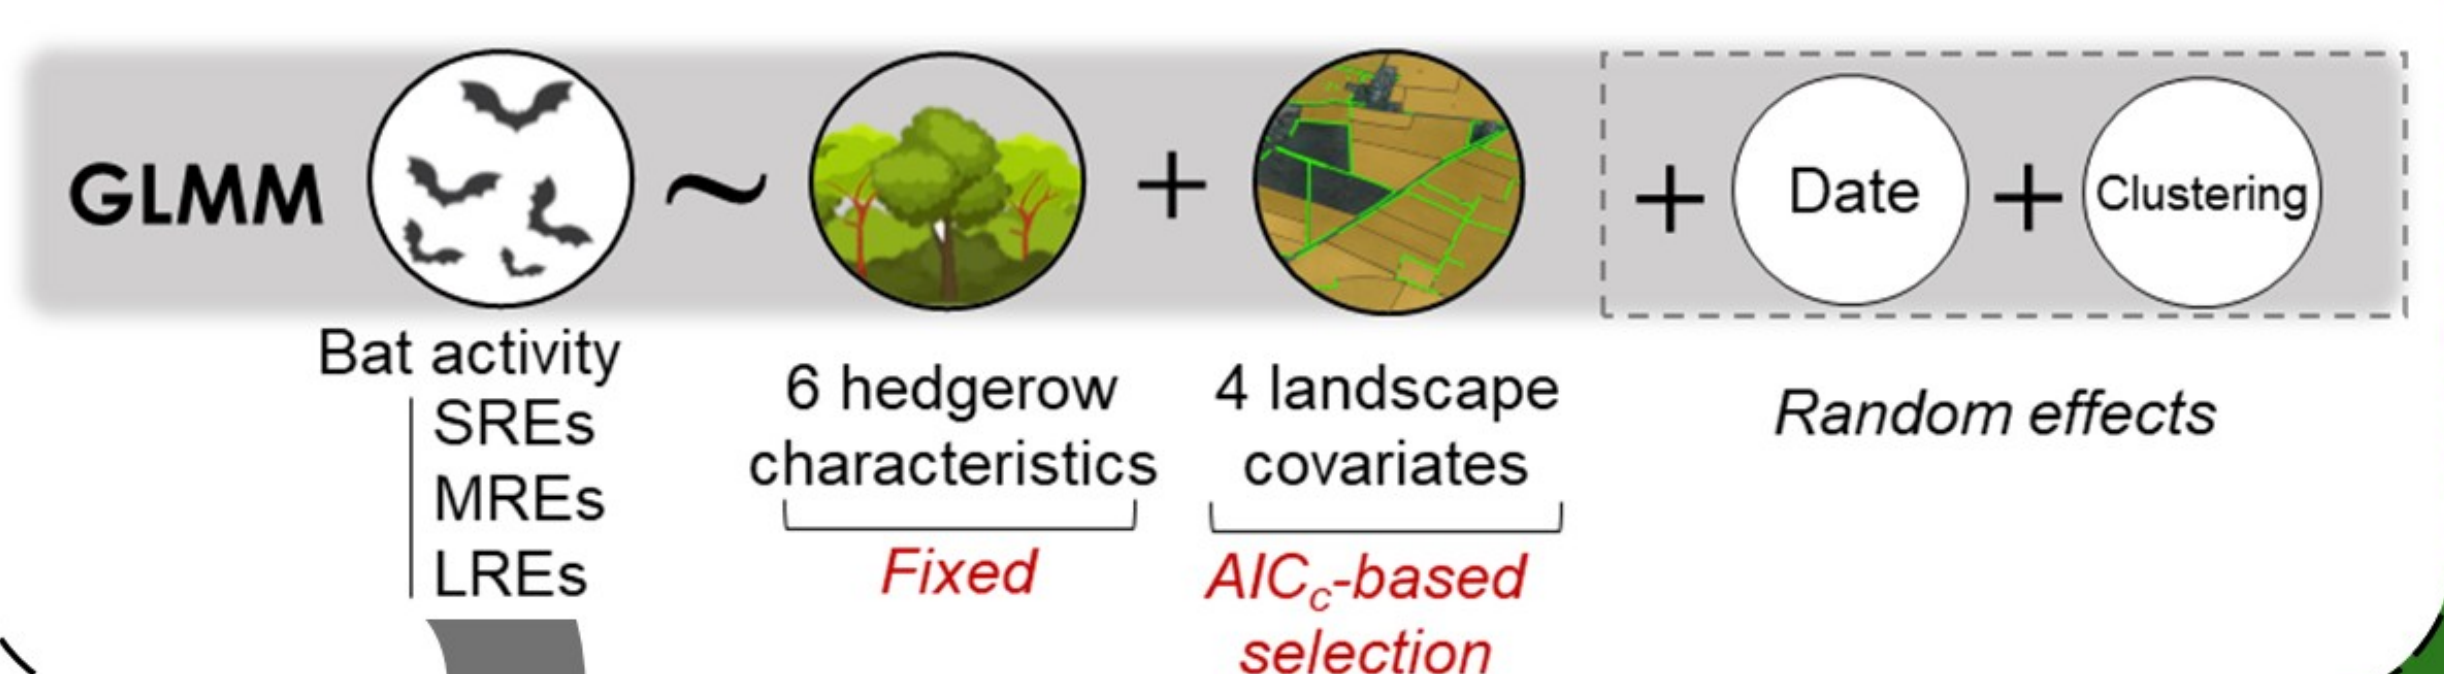 GLMM ~ + + Date + Clustering
Bat activity
SREs
MREs
LREs
6 hedgerow
characteristics
Fixed
4 landscape
covariates
AICc-based
selection
Random effects